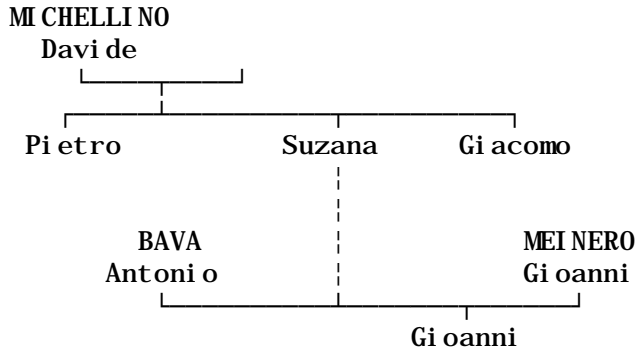 MICHELLINO
Davide
Pietro Suzana Giacomo
BAVA MEINERO
Antonio Gioanni
Gioanni